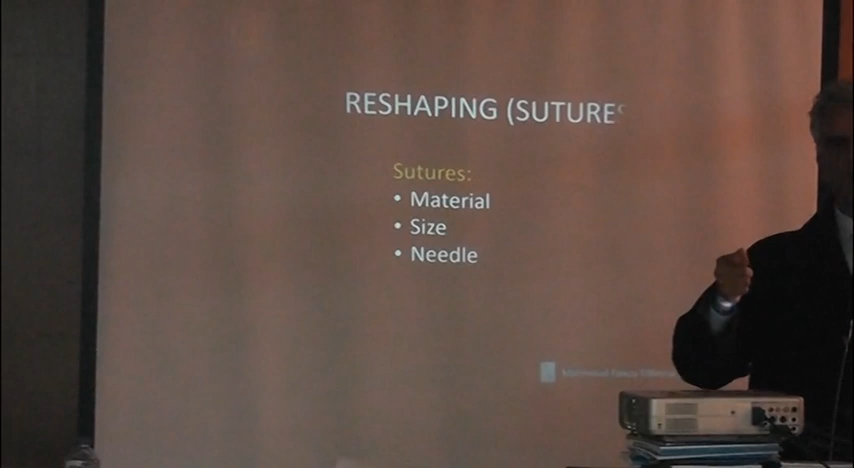 RESHAPING (SUTURES
Sutures:
• Material
• Size
• Needle